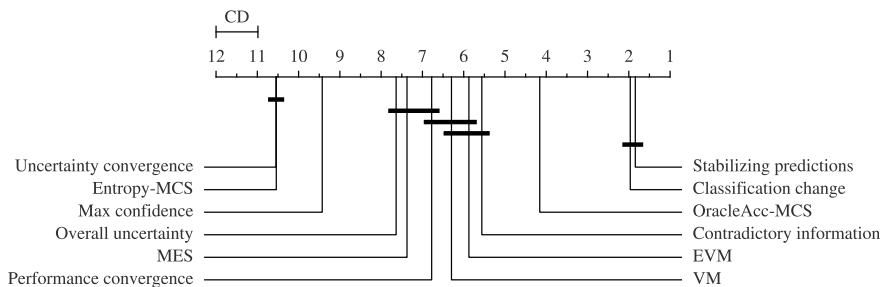 CD
12 11 10 9 8 7 6 5 4 3 2 1
Uncertainty convergence
Entropy-MCS
Max confidence
Overall uncertainty
MES
Performance convergence
Stabilizing predictions
Classification change
OracleAcc-MCS
Contradictory information
EVM
VM